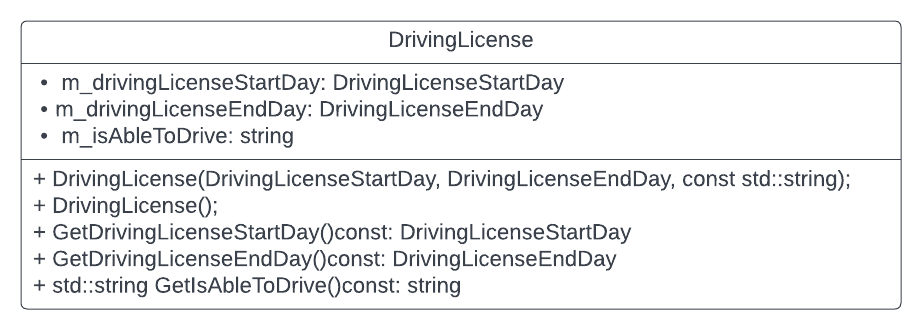 DrivingLicense
• m_drivingLicenseStartDay: DrivingLicenseStartDay
• m_drivingLicenseEndDay: DrivingLicenseEndDay
• m_isAbleToDrive: string
+ DrivingLicense(DrivingLicenseStartDay, DrivingLicenseEndDay, const std::string);
+ DrivingLicense();
+ GetDrivingLicenseStartDay()const: DrivingLicenseStartDay
+ GetDrivingLicenseEndDay()const: DrivingLicenseEndDay
+ std::string GetIsAbleToDrive()const: string